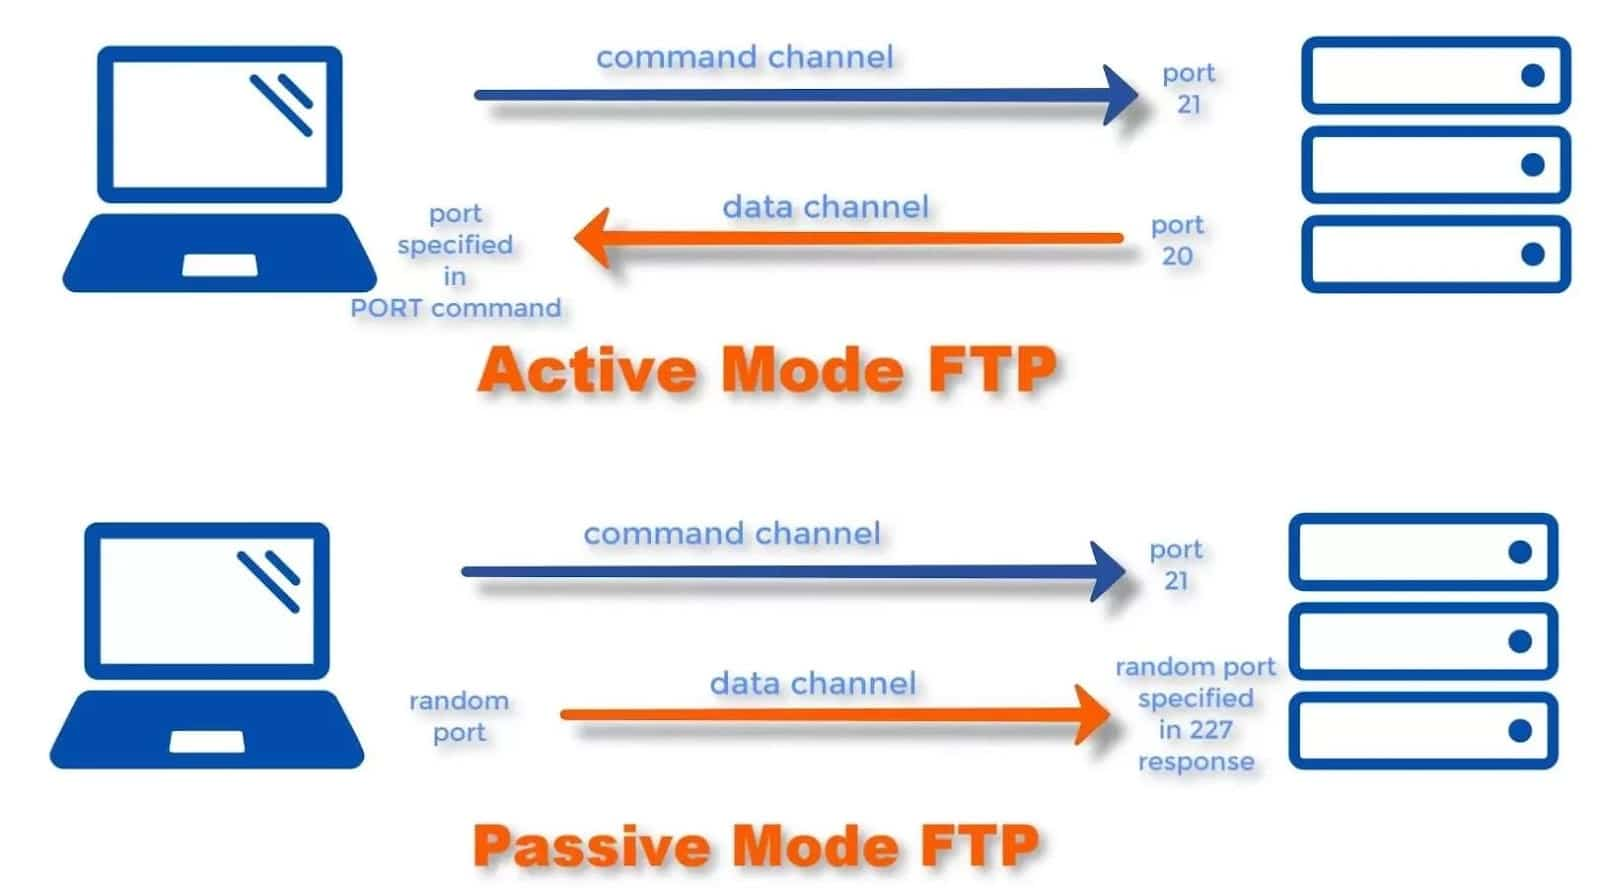 command channel
port
21
data channel
port
20
port
specified
in
PORT command
Active Mode FTP
command channel
port
21
data channel
random port
specified
in 227
response
random
port
Passive Mode FTP